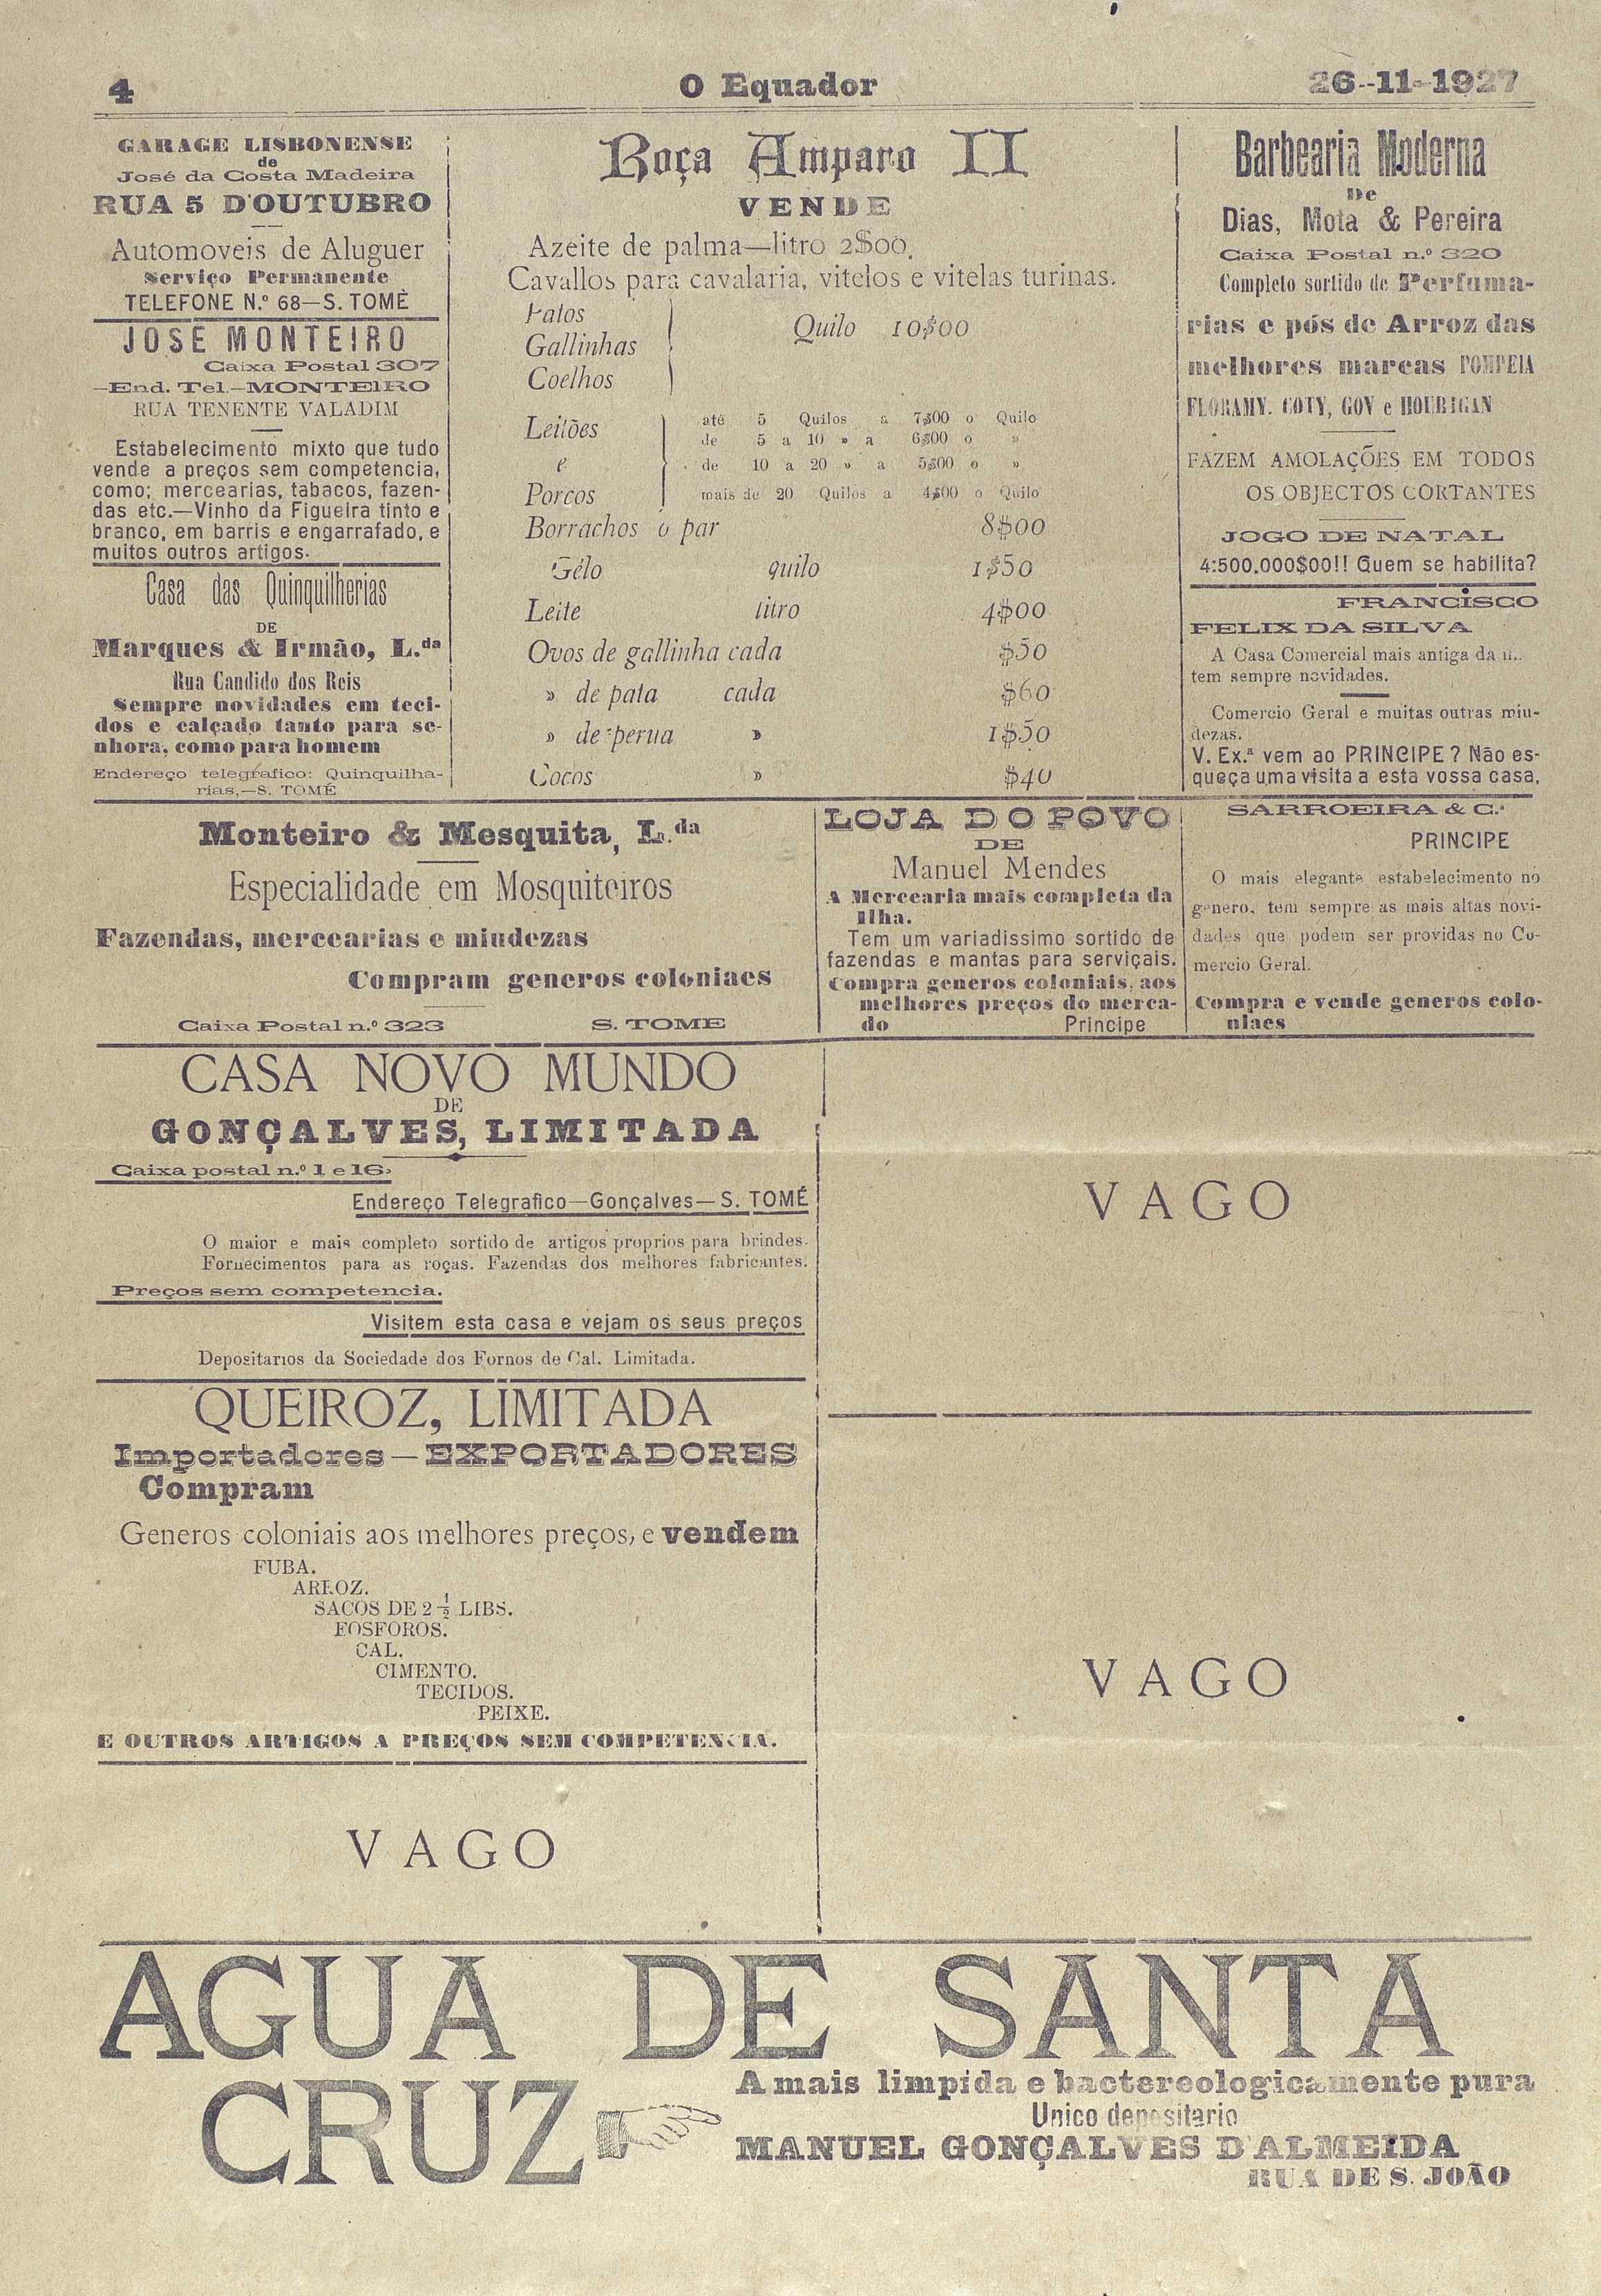 4
O Equador
26--11-1927
GARAGE LISBONENSE
de
José da Costa Madeira
RUA 5 D'OUTUBRO
Automoveis de Aluguer
Serviço Permanente
TELEFONE N.º 68—S. TOMÉ
JOSE MONTEIRO
Caixa Postal 307
—End. Tel.—MONTEIRO
RUA TENENTE VALADIM
Estabelecimento mixto que tudo
vende a preços sem competencia,
como: mercearias, tabacos, fazen-
das etc.—Vinho da Figueira tinto e
branco, em barris e engarrafado, e
muitos outros artigos.
Casa das Quinquilherias
DE
Marques & Irmão, L.da
Rua Candido dos Reis
Sempre novidades em teci-
dos e calçado tanto para se-
nhora, como para homem
Endereço telegrafico: Quinquilha-
rias,—S. TOMÉ
Roça Amparo II
VENDE
Azeite de palma—litro 2$00.
Cavallos para cavalaria, vitelos e vitelas turinas.
Patos
Gallinhas
Coelhos
Quilo 10$00
Leitões
e
Porcos
até 5 Quilos a 7$00 o Quilo
de 5 a 10 » a 6$00 o »
de 10 a 20 » a 5$00 o »
mais de 20 Quilos a 4$00 o Quilo
Borrachos o par 8$00
Gélo quilo 1$50
Leite litro 4$00
Ovos de gallinha cada $50
» de pata cada $60
» de perua » 1$50
Cocos » $40
Barbearia Moderna
De
Dias, Mota & Pereira
Caixa Postal n.º 320
Completo sortido de Perfuma-
rias e pós de Arroz das
melhores marcas POMPEIA
FLORAMY. COTY, GOY e HOUBIGAN
FAZEM AMOLAÇÕES EM TODOS
OS OBJECTOS CORTANTES
JOGO DE NATAL
4:500.000$00!! Quem se habilita?
FRANCISCO
FELIX DA SILVA
A Casa Comercial mais antiga da
tem sempre novidades.
Comercio Geral e muitas outras miu-
dezas.
V. Ex.ª vem ao PRINCIPE? Não es-
queça uma visita a esta vossa casa.
Monteiro & Mesquita, L.da
Especialidade em Mosquiteiros
Fazendas, mercearias e miudezas
Compram generos coloniaes
Caixa Postal n.º 323 S. TOME
LOJA DO POVO
DE
Manuel Mendes
A Mercearia mais completa da
Ilha.
Tem um variadissimo sortido de
fazendas e mantas para serviçais.
Compra generos coloniais, aos
melhores preços do merca-
do Principe
SARROEIRA & C.ª
PRINCIPE
O mais elegante estabelecimento no
genero, tem sempre as mais altas novi-
dades que podem ser providas no Co-
mercio Geral.
Compra e vende generos colo-
niaes
CASA NOVO MUNDO
DE
GONÇALVES, LIMITADA
Caixa postal n.º 1 e 16
Endereço Telegrafico—Gonçalves—S. TOMÉ
O maior e mais completo sortido de artigos proprios para brindes.
Fornecimentos para as roças. Fazendas dos melhores fabricantes.
Preços sem competencia.
Visitem esta casa e vejam os seus preços
Depositarios da Sociedade dos Fornos de Cal. Limitada.
VAGO
QUEIROZ, LIMITADA
Importadores—EXPORTADORES
Compram
Generos coloniais aos melhores preços, e vendem
FUBA.
ARROZ.
SACOS DE 2 ½ LIBS.
FOSFOROS.
CAL.
CIMENTO.
TECIDOS.
PEIXE.
E OUTROS ARTIGOS A PREÇOS SEM COMPETENCIA.
VAGO
VAGO
AGUA DE SANTA
CRUZ
A mais limpida e bactereologicamente pura
Unico depositario
MANUEL GONÇALVES D'ALMEIDA
RUA DE S. JOÃO